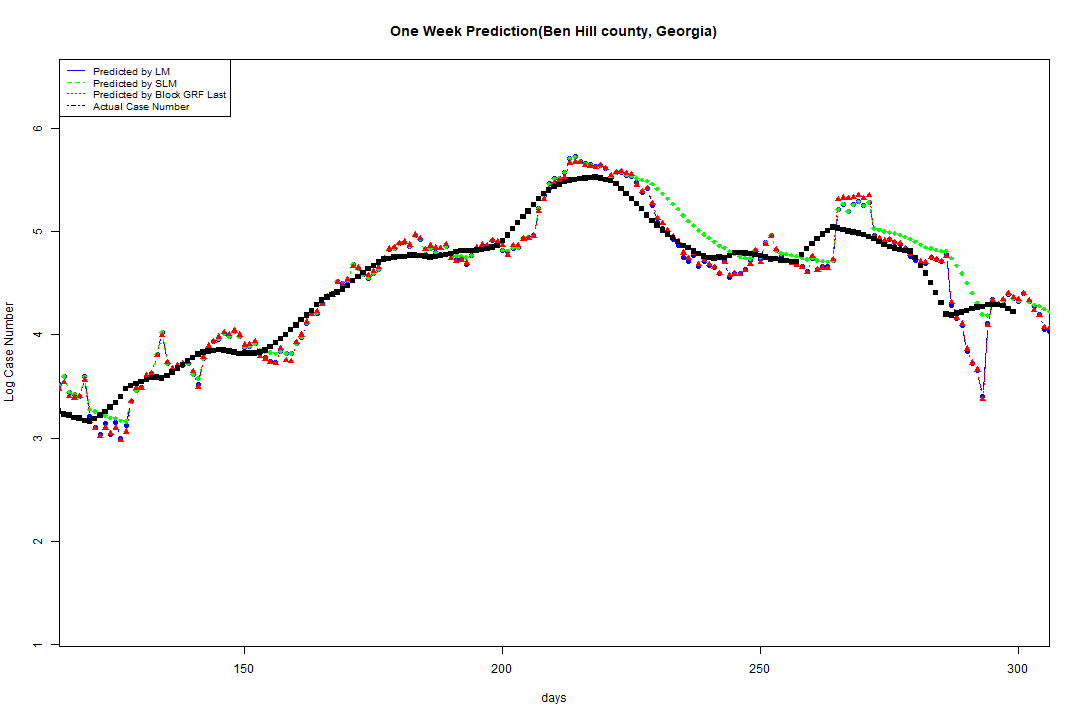 One Week Prediction(Ben Hill county, Georgia)
Predicted by LM
Predicted by SLM
Predicted by Block GRF Last
Actual Case Number
6
5
4
3
2
1
Log Case Number
150 200 250 300
days